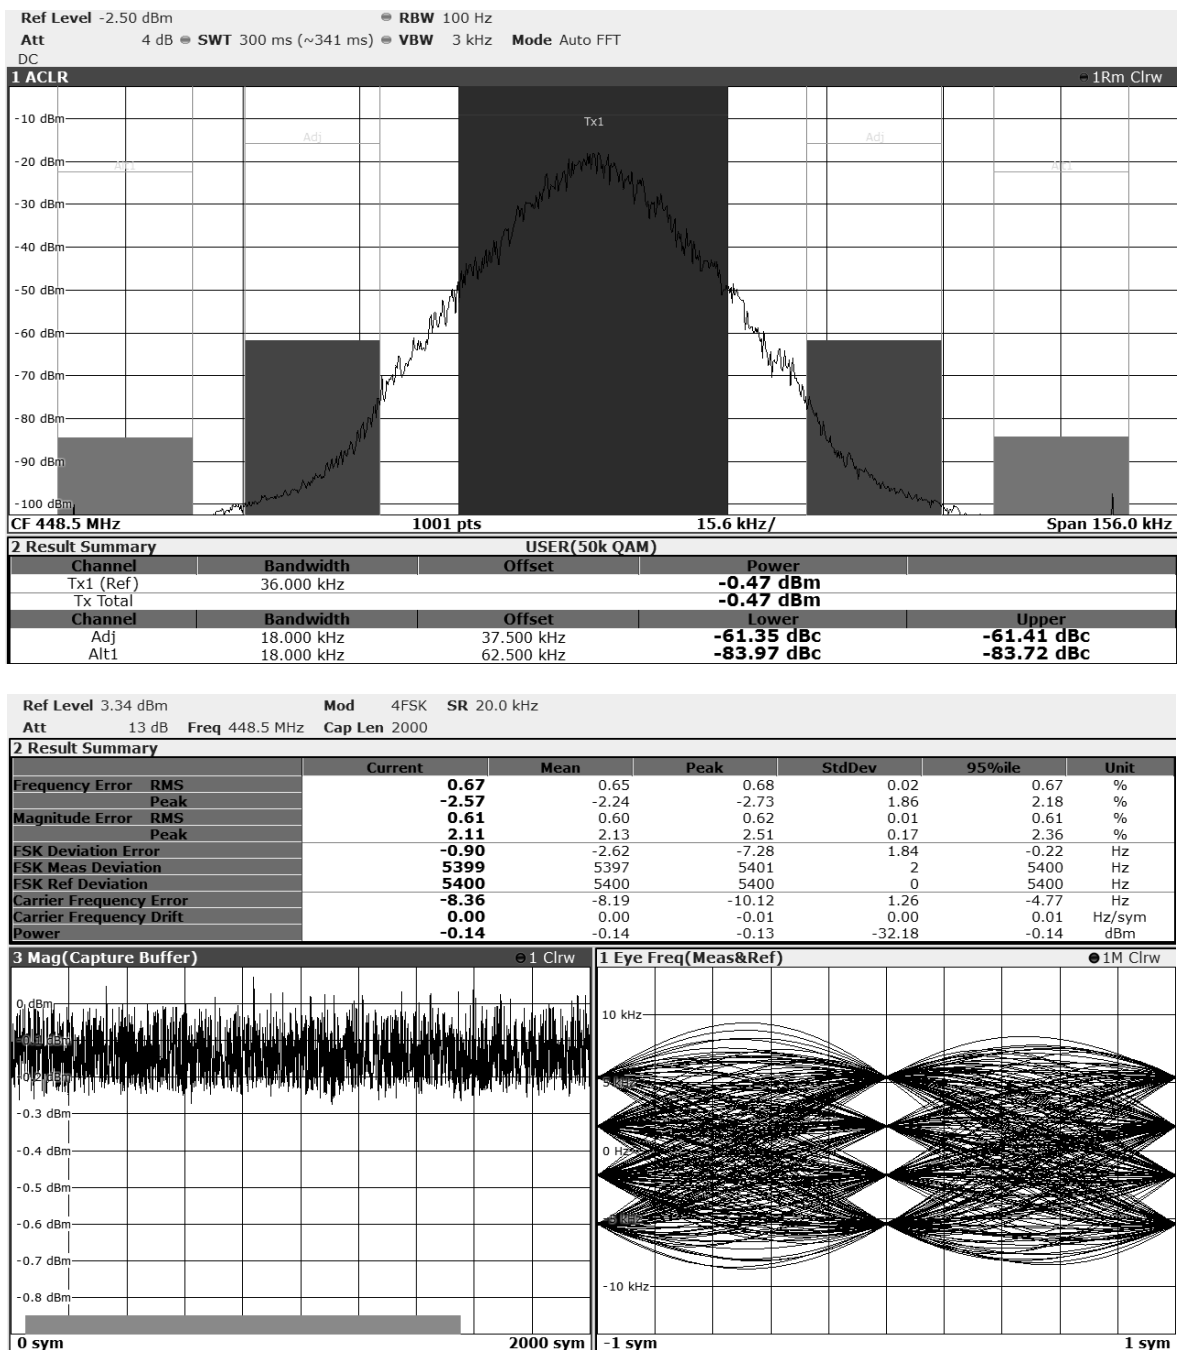 Ref Level -2.50 dBm RBW 100 Hz
Att 4 dB SWT 300 ms (~341 ms) VBW 3 kHz Mode Auto FFT
DC
1 ACLR 1Rm Clrw
-10 dBm
Tx1
Adj Adj
-20 dBm
Alt1 Alt1
-30 dBm
-40 dBm
-50 dBm
-60 dBm
-70 dBm
-80 dBm
-90 dBm
-100 dBm
CF 448.5 MHz 1001 pts 15.6 kHz/ Span 156.0 kHz
2 Result Summary USER(50k QAM)
Channel Bandwidth Offset Power
Tx1 (Ref) 36.000 kHz -0.47 dBm
Tx Total -0.47 dBm
Channel Bandwidth Offset Lower Upper
Adj 18.000 kHz 37.500 kHz -61.35 dBc -61.41 dBc
Alt1 18.000 kHz 62.500 kHz -83.97 dBc -83.72 dBc
Ref Level 3.34 dBm Mod 4FSK SR 20.0 kHz
Att 13 dB Freq 448.5 MHz Cap Len 2000
2 Result Summary
Current Mean Peak StdDev 95%ile Unit
Frequency Error RMS 0.67 0.65 0.68 0.02 0.67 %
Peak -2.57 -2.24 -2.73 1.86 2.18 %
Magnitude Error RMS 0.61 0.60 0.62 0.01 0.61 %
Peak 2.11 2.13 2.51 0.17 2.36 %
FSK Deviation Error -0.90 -2.62 -7.28 1.84 -0.22 Hz
FSK Meas Deviation 5399 5397 5401 2 5400 Hz
FSK Ref Deviation 5400 5400 5400 0 5400 Hz
Carrier Frequency Error -8.36 -8.19 -10.12 1.26 -4.77 Hz
Carrier Frequency Drift 0.00 0.00 -0.01 0.00 0.01 Hz/sym
Power -0.14 -0.14 -0.13 -32.18 -0.14 dBm
3 Mag(Capture Buffer) 1 Clrw
0 dBm
-0.1 dBm
-0.2 dBm
-0.3 dBm
-0.4 dBm
-0.5 dBm
-0.6 dBm
-0.7 dBm
-0.8 dBm
0 sym 2000 sym
1 Eye Freq(Meas&Ref) 1M Clrw
10 kHz
5 kHz
0 Hz
-5 kHz
-10 kHz
-1 sym 1 sym